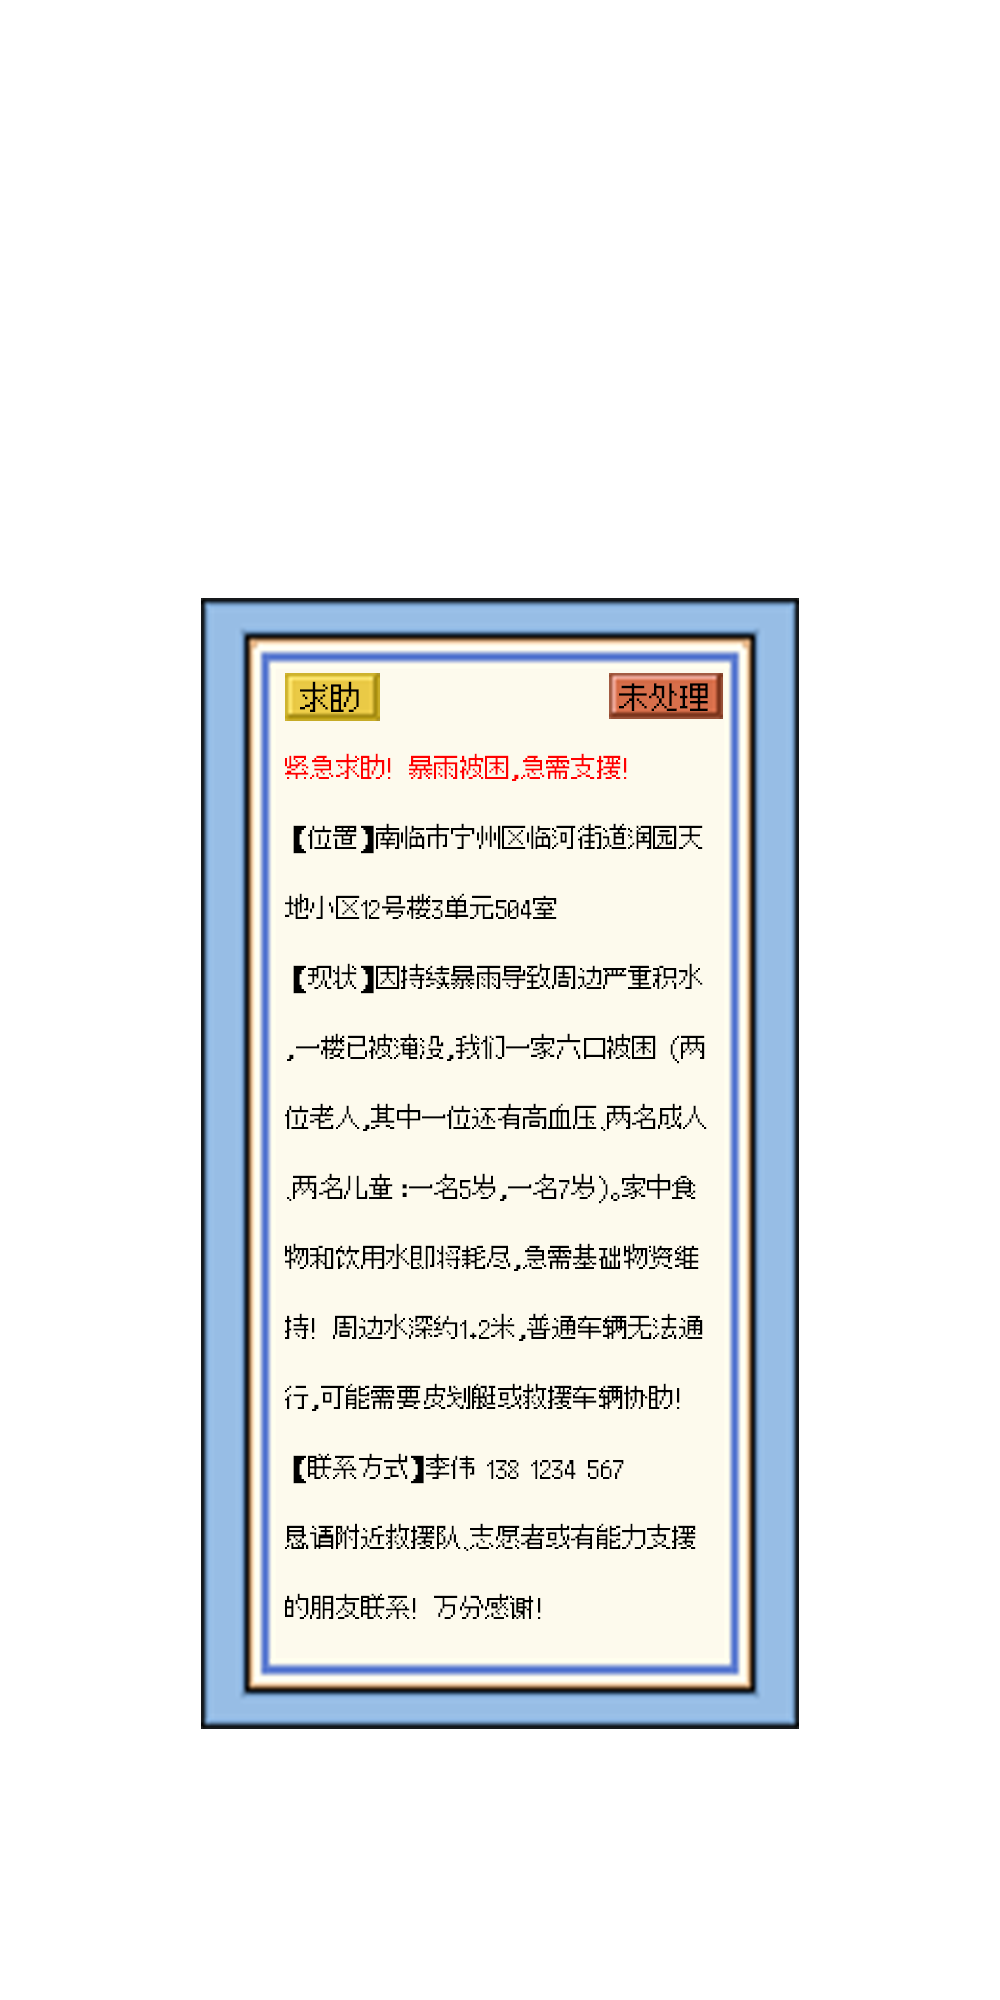 求助 未处理
紧急求助! 暴雨被困,急需支援!
【位置】南临市宁州区临河街道润园天
地小区12号楼3单元504室
【现状】因持续暴雨导致周边严重积水
,一楼已被淹没,我们一家六口被困 (两
位老人,其中一位还有高血压、两名成人
、两名儿童:一名5岁,一名7岁)。家中食
物和饮用水即将耗尽,急需基础物资维
持! 周边水深约1.2米,普通车辆无法通
行,可能需要皮划艇或救援车辆协助!
【联系方式】李伟 138 1234 567
恳请附近救援队、志愿者或有能力支援
的朋友联系! 万分感谢!